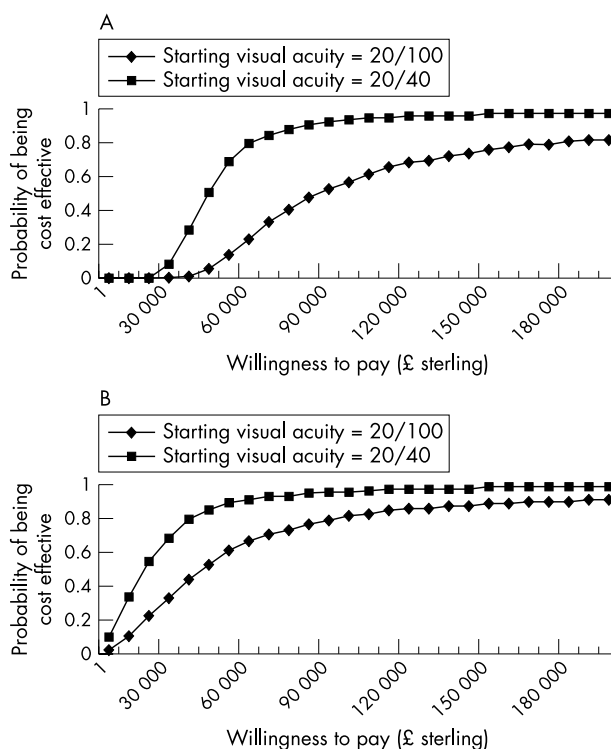 A
Starting visual acuity = 20/100
Starting visual acuity = 20/40
Probability of being
cost effective
1
0.8
0.6
0.4
0.2
0
1
30 000
60 000
90 000
120 000
150 000
180 000
Willingness to pay (£ sterling)
B
Starting visual acuity = 20/100
Starting visual acuity = 20/40
Probability of being
cost effective
1
0.8
0.6
0.4
0.2
0
1
30 000
60 000
90 000
120 000
150 000
180 000
Willingness to pay (£ sterling)